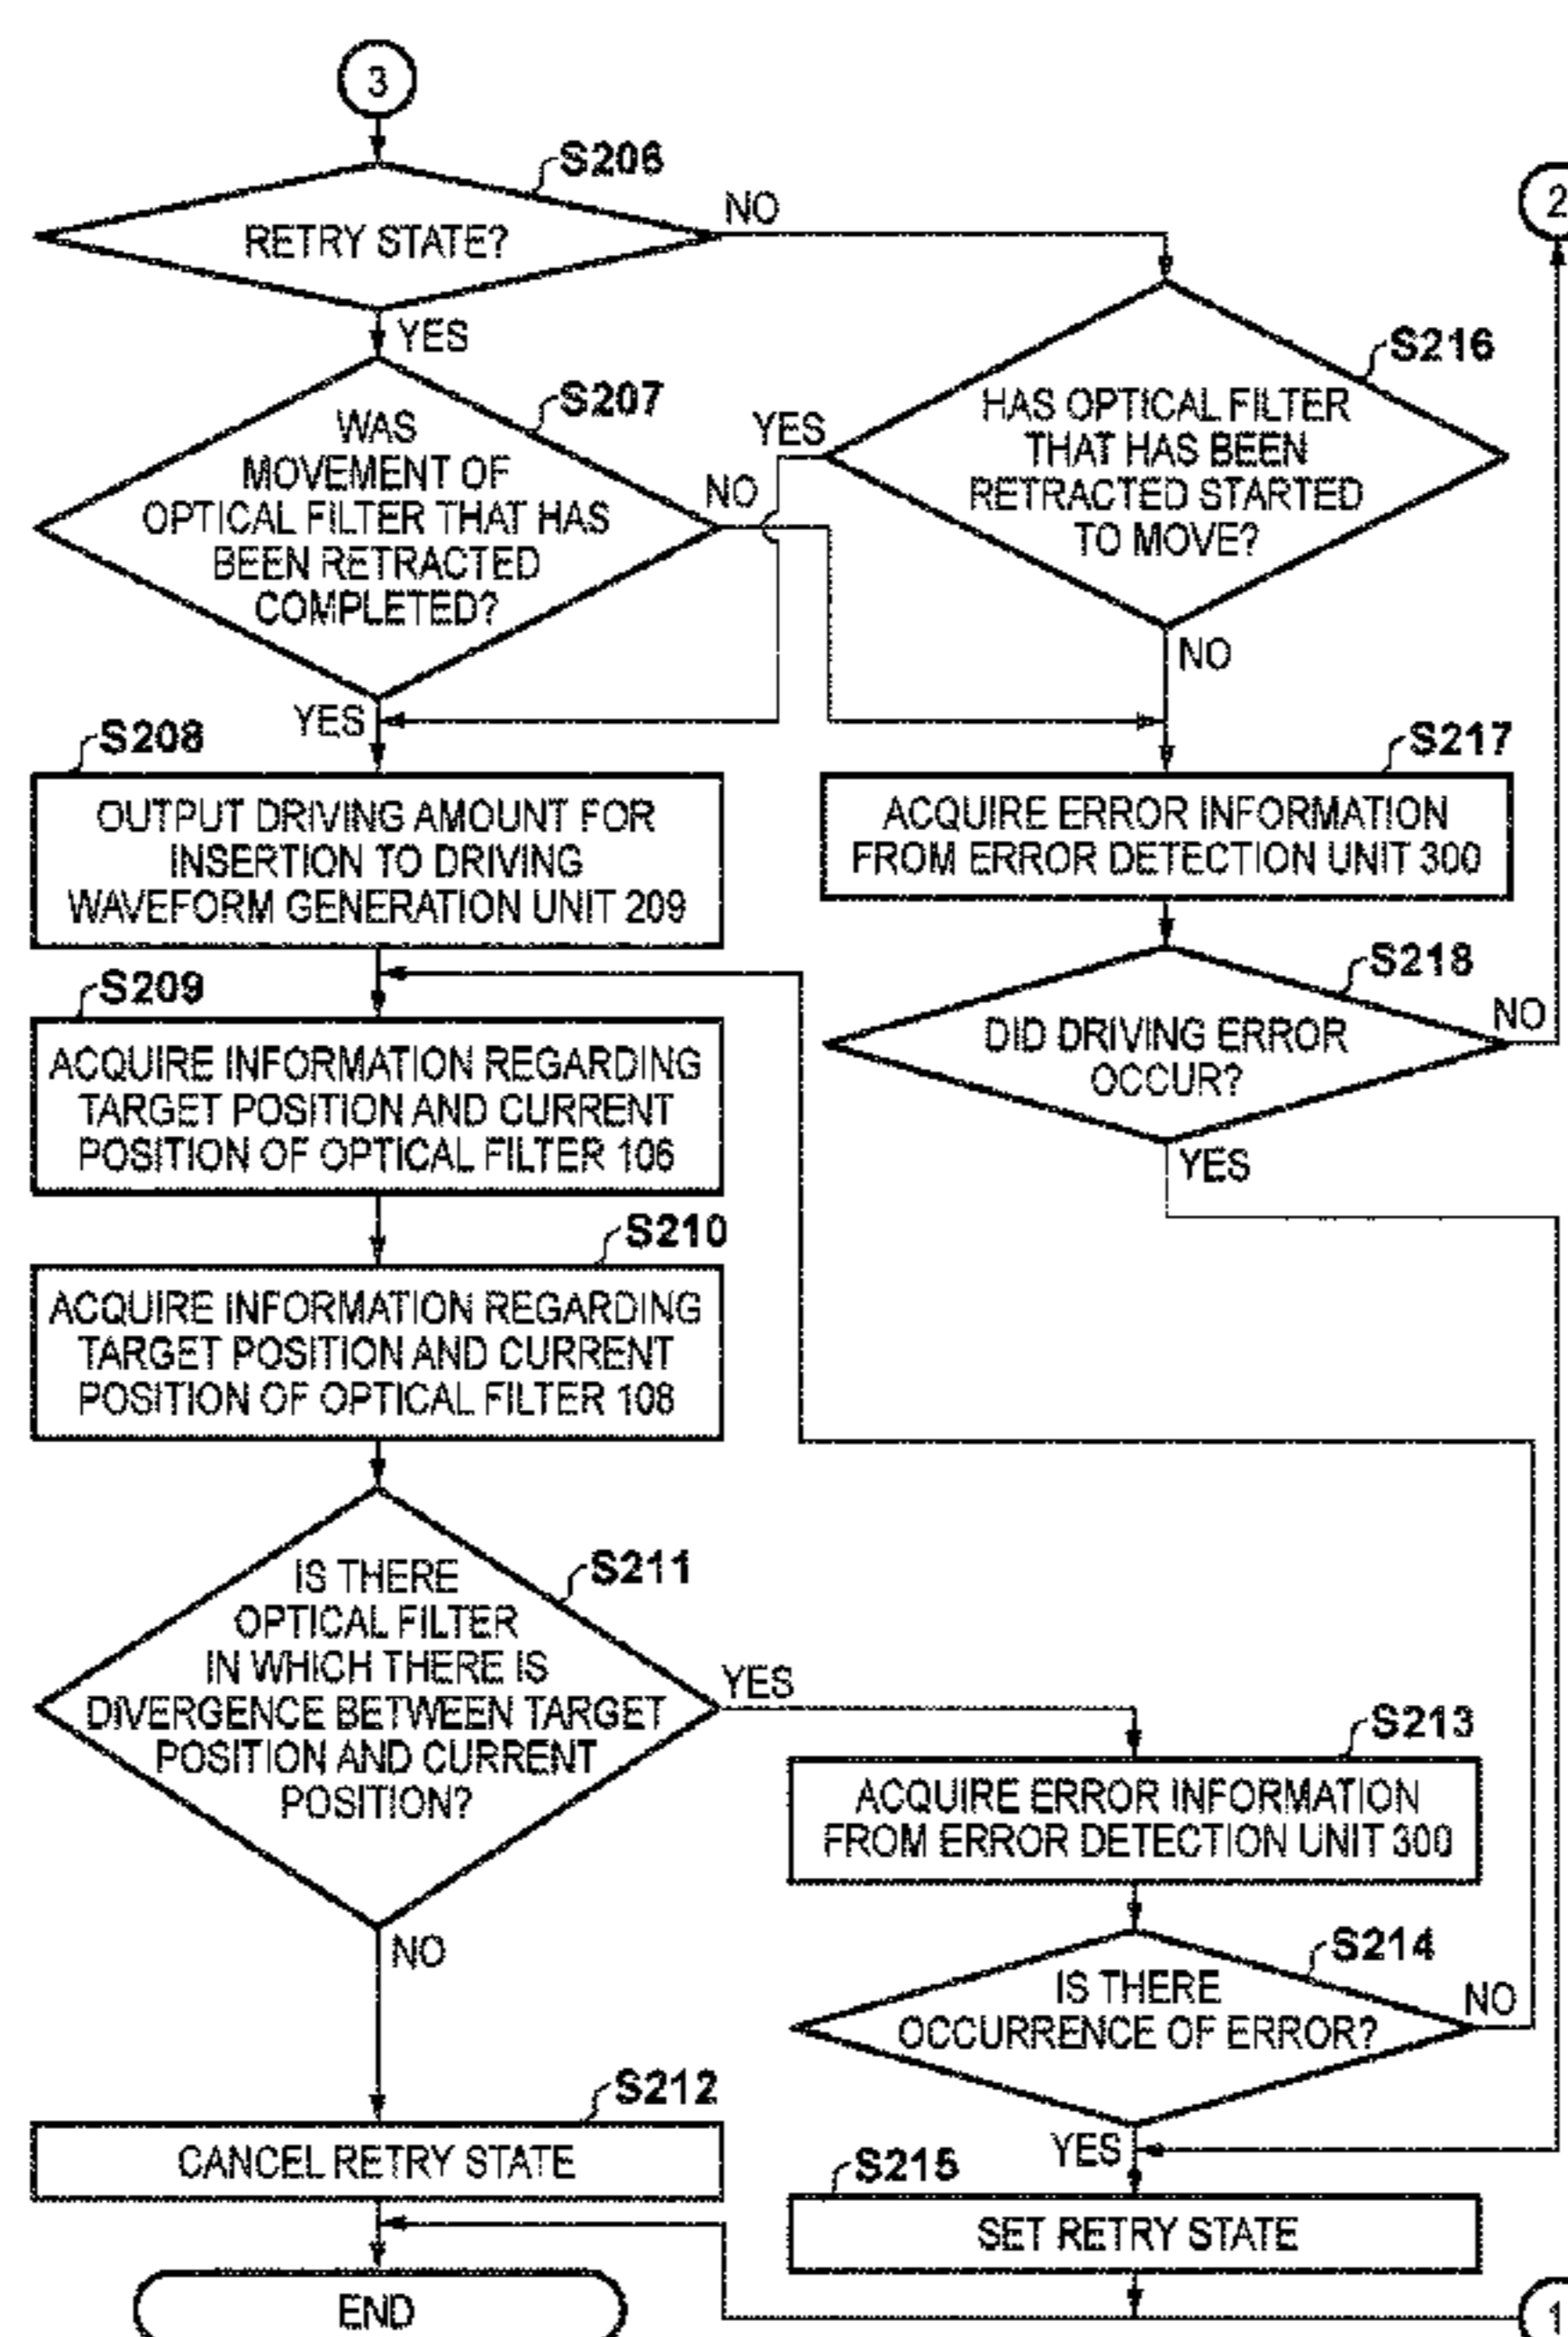 3
S206
RETRY STATE?
NO
2
YES
S207
WAS
MOVEMENT OF
OPTICAL FILTER THAT HAS
BEEN RETRACTED
COMPLETED?
NO
YES
S216
HAS OPTICAL FILTER
THAT HAS BEEN
RETRACTED STARTED
TO MOVE?
YES
NO
S208
OUTPUT DRIVING AMOUNT FOR
INSERTION TO DRIVING
WAVEFORM GENERATION UNIT 209
S217
ACQUIRE ERROR INFORMATION
FROM ERROR DETECTION UNIT 300
S218
DID DRIVING ERROR
OCCUR?
NO
YES
S209
ACQUIRE INFORMATION REGARDING
TARGET POSITION AND CURRENT
POSITION OF OPTICAL FILTER 106
S210
ACQUIRE INFORMATION REGARDING
TARGET POSITION AND CURRENT
POSITION OF OPTICAL FILTER 108
S211
IS THERE
OPTICAL FILTER
IN WHICH THERE IS
DIVERGENCE BETWEEN TARGET
POSITION AND CURRENT
POSITION?
YES
NO
S213
ACQUIRE ERROR INFORMATION
FROM ERROR DETECTION UNIT 300
S214
IS THERE
OCCURRENCE OF ERROR?
NO
YES
S212
CANCEL RETRY STATE
S215
SET RETRY STATE
END
1